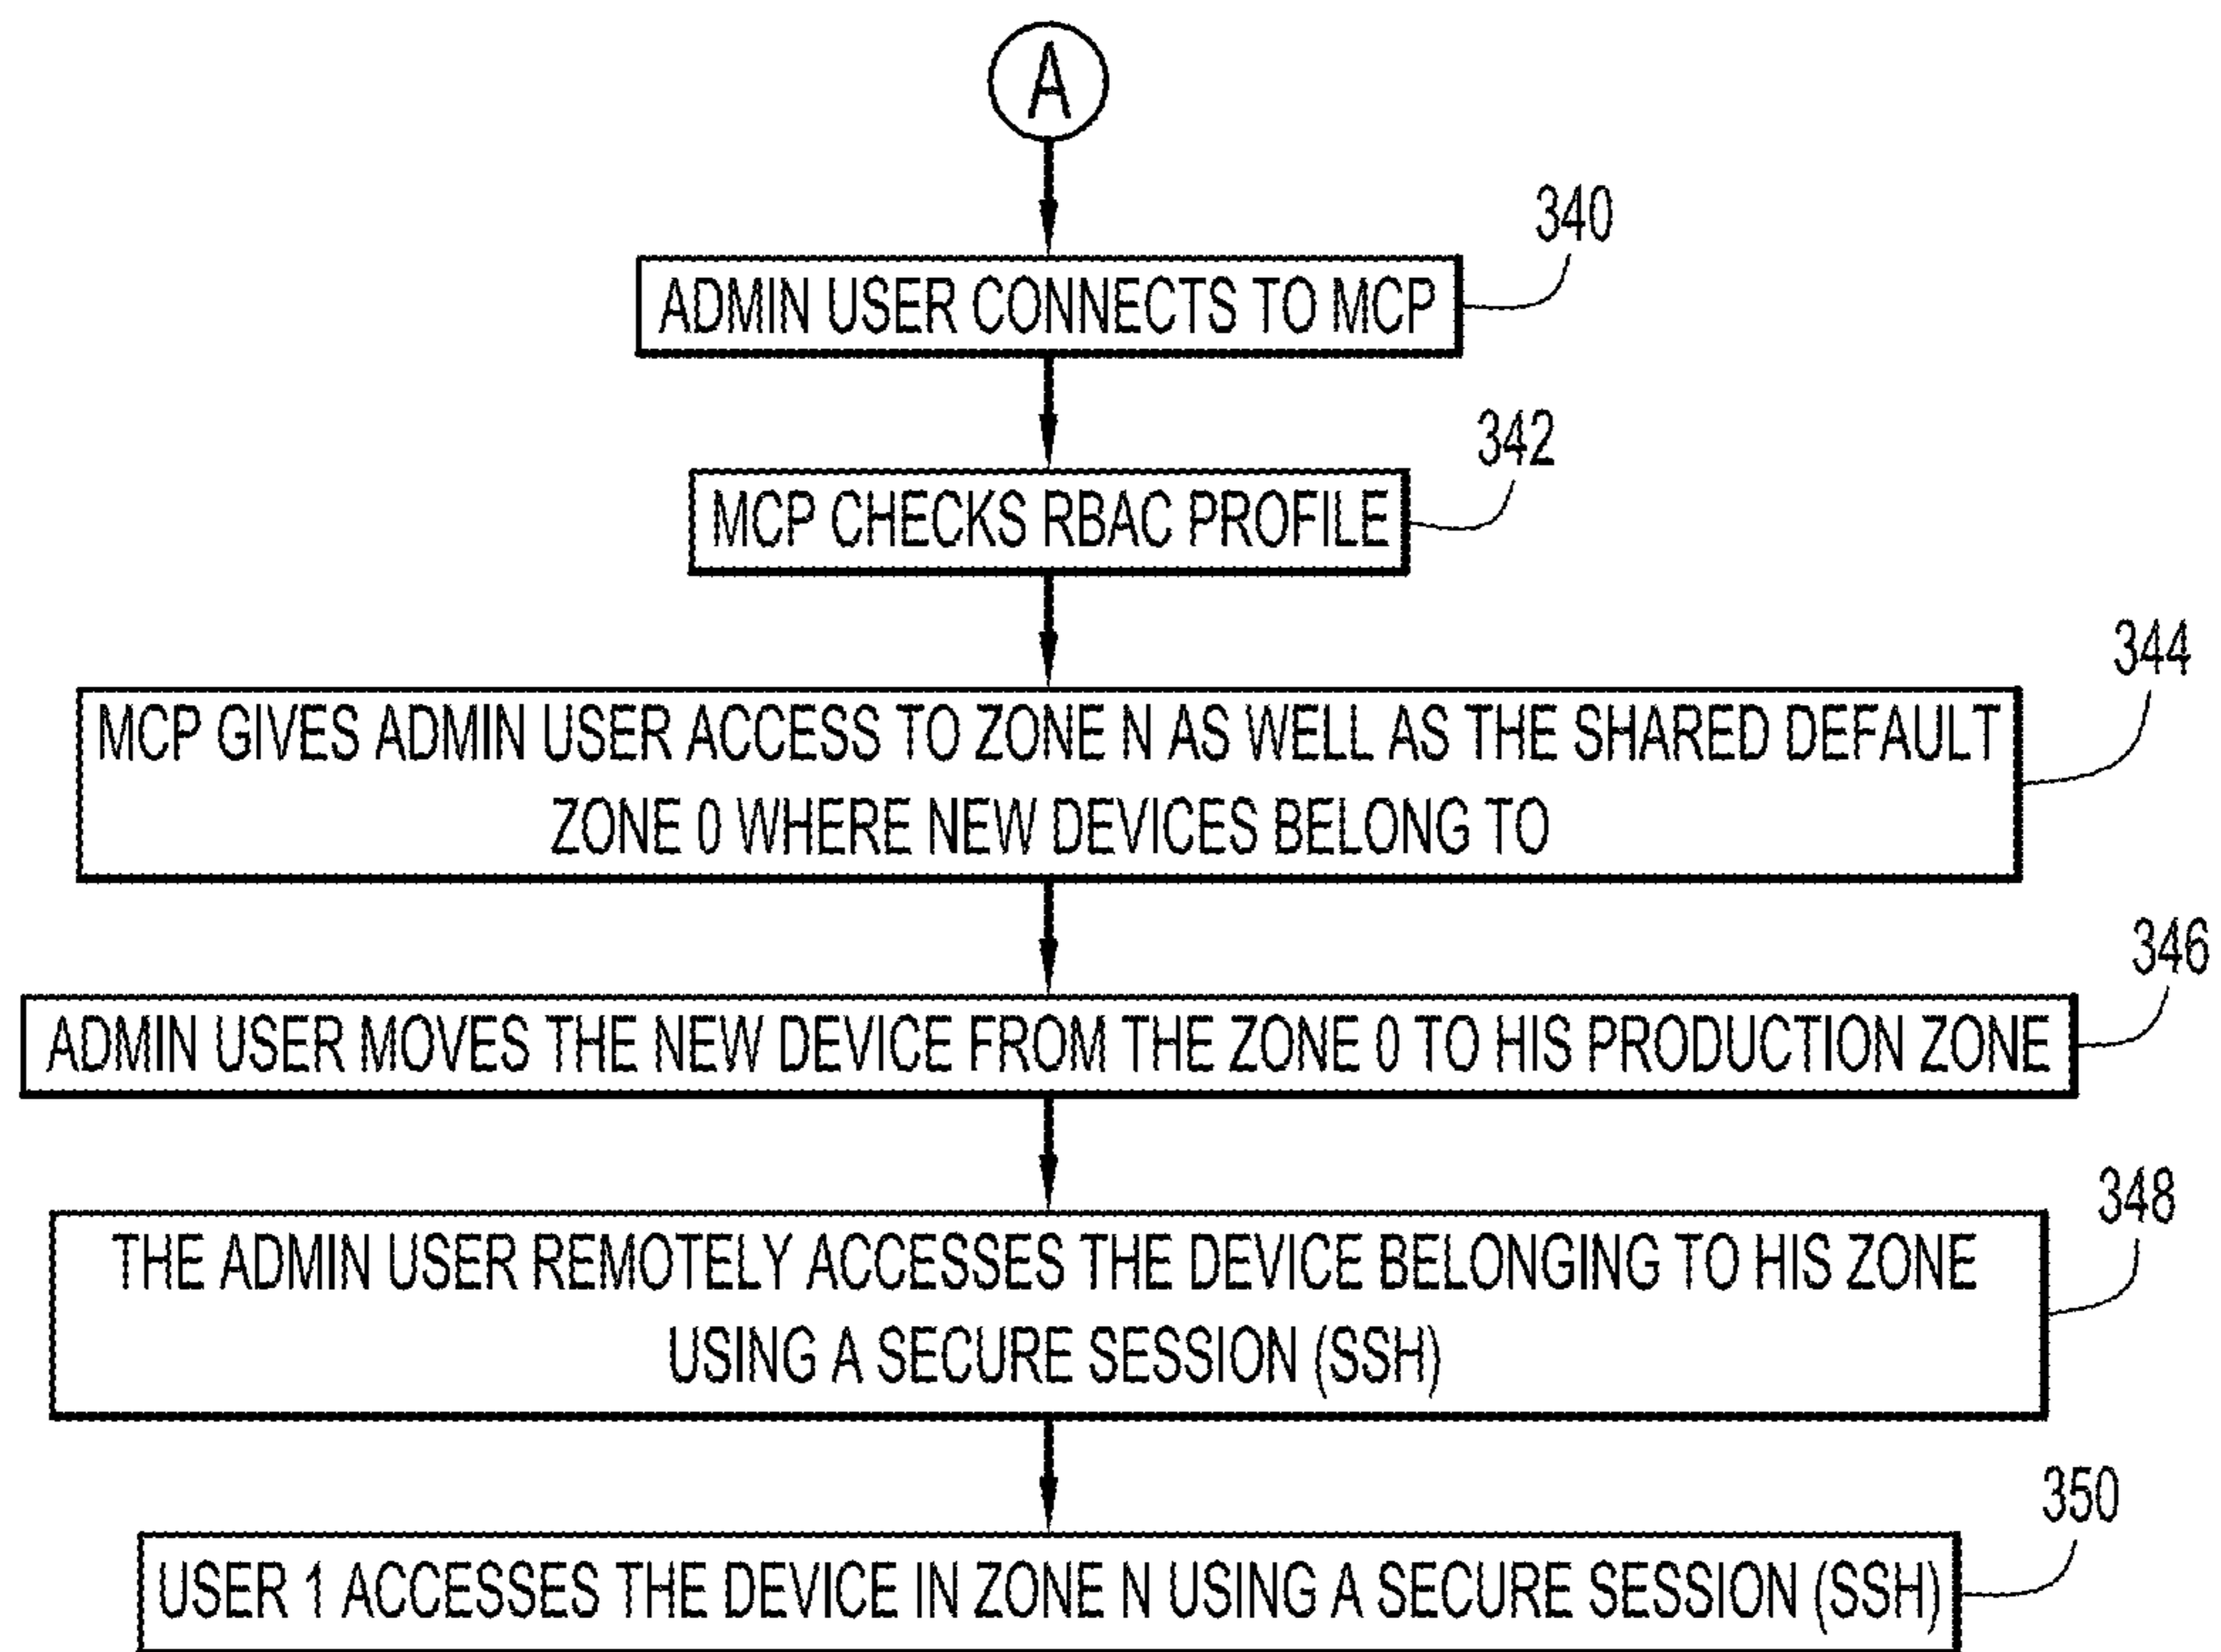 A
340
ADMIN USER CONNECTS TO MCP
342
MCP CHECKS RBAC PROFILE
344
MCP GIVES ADMIN USER ACCESS TO ZONE N AS WELL AS THE SHARED DEFAULT
ZONE 0 WHERE NEW DEVICES BELONG TO
346
ADMIN USER MOVES THE NEW DEVICE FROM THE ZONE 0 TO HIS PRODUCTION ZONE
348
THE ADMIN USER REMOTELY ACCESSES THE DEVICE BELONGING TO HIS ZONE
USING A SECURE SESSION (SSH)
350
USER 1 ACCESSES THE DEVICE IN ZONE N USING A SECURE SESSION (SSH)